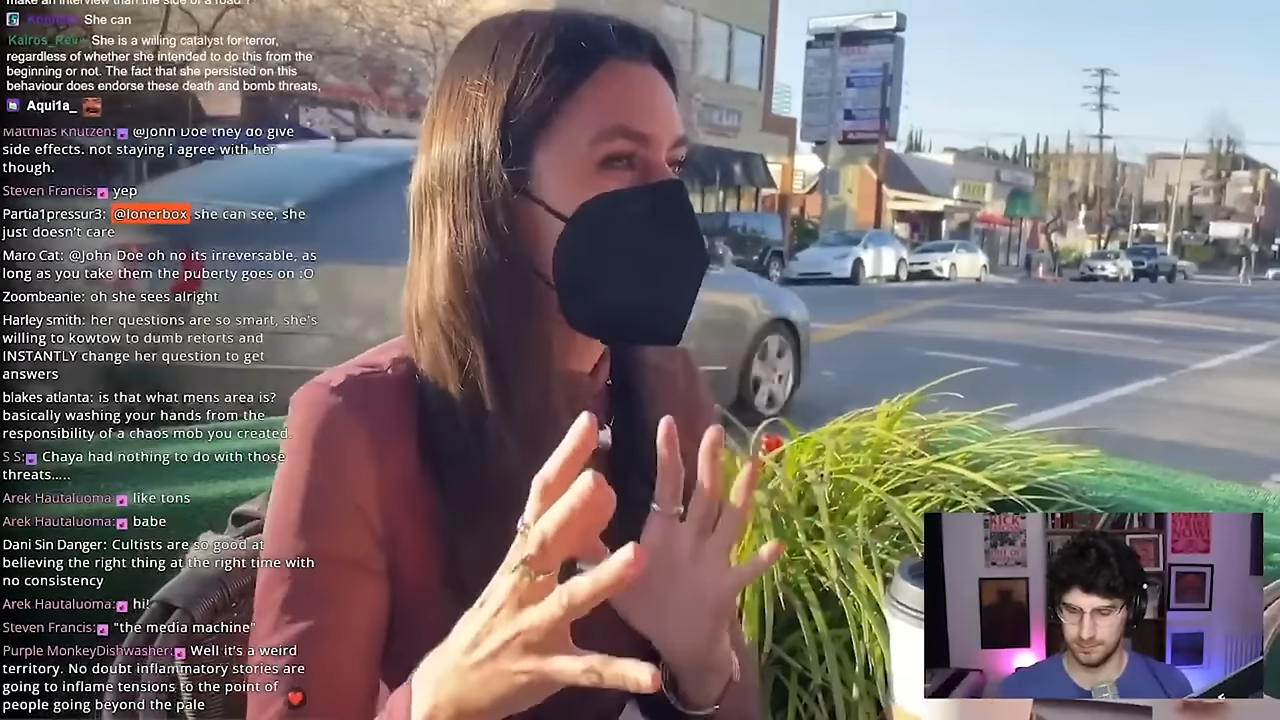 make an interview than the side of a road ?
She can
Kairos_Rev: She is a willing catalyst for terror,
regardless of whether she intended to do this from the
beginning or not. The fact that she persisted on this
behaviour does endorse these death and bomb threats,
Aqui1a_
Matthias Knutzen: @John Doe they do give
side effects. not staying i agree with her
though.
Steven Francis: yep
Partia1pressur3: @lonerbox she can see, she
just doesn't care
Maro Cat: @John Doe oh no its irreversable, as
long as you take them the puberty goes on :O
Zoombeanie: oh she sees alright
Harley smith: her questions are so smart, she's
willing to kowtow to dumb retorts and
INSTANTLY change her question to get
answers
blakes atlanta: is that what mens area is?
basically washing your hands from the
responsibility of a chaos mob you created.
S S: Chaya had nothing to do with those
threats.....
Arek Hautaluoma: like tons
Arek Hautaluoma: babe
Dani Sin Danger: Cultists are so good at
believing the right thing at the right time with
no consistency
Arek Hautaluoma: hi!
Steven Francis: "the media machine"
Purple MonkeyDishwasher: Well it's a weird
territory. No doubt inflammatory stories are
going to inflame tensions to the point of
people going beyond the pale